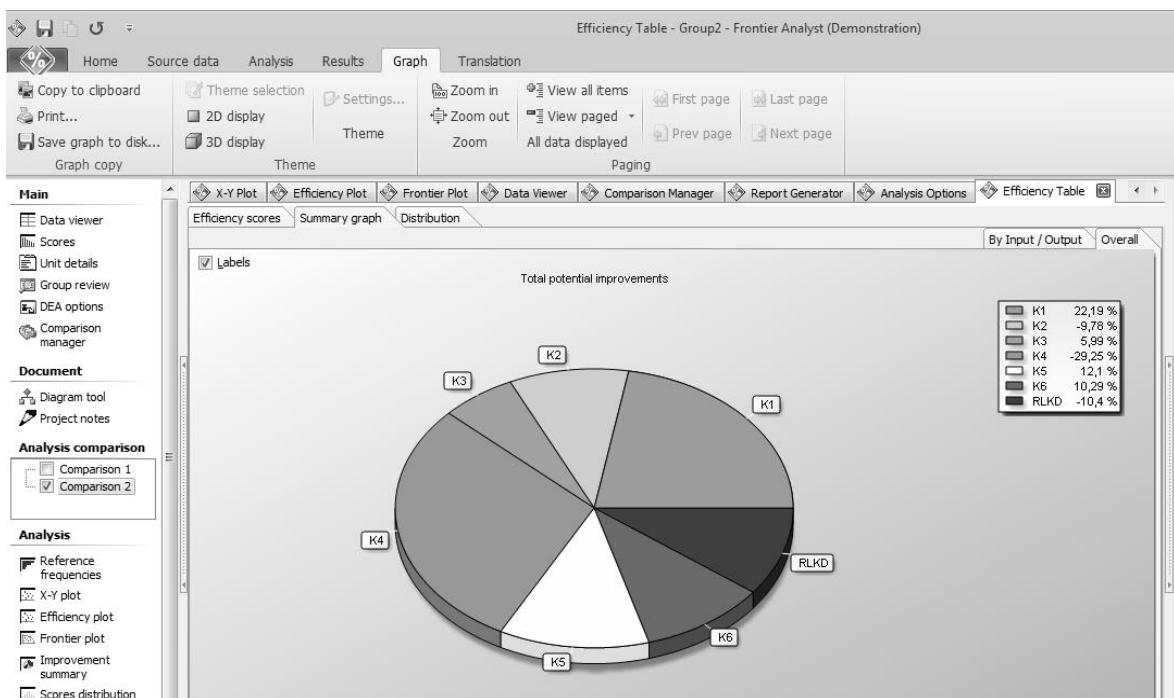 Efficiency Table - Group2 - Frontier Analyst (Demonstration)
% Home Source data Analysis Results Graph Translation
Copy to clipboard
Print...
Save graph to disk...
Graph copy
Theme selection
2D display
3D display
Settings...
Theme
Theme
Zoom in
Zoom out
Zoom
View all items
View paged
All data displayed
First page
Prev page
Last page
Next page
Paging
Main
Data viewer
Scores
Unit details
Group review
DEA options
Comparison
manager
Document
Diagram tool
Project notes
Analysis comparison
Comparison 1
Comparison 2
Analysis
Reference
frequencies
X-Y plot
Efficiency plot
Frontier plot
Improvement
summary
Scores distribution
X-Y Plot Efficiency Plot Frontier Plot Data Viewer Comparison Manager Report Generator Analysis Options Efficiency Table
Efficiency scores Summary graph Distribution
By Input / Output Overall
Labels
Total potential improvements
K1 22,19 %
K2 -9,78 %
K3 5,99 %
K4 -29,25 %
K5 12,1 %
K6 10,29 %
RLKD -10,4 %
K2
K3
K1
K4
RLKD
K6
K5